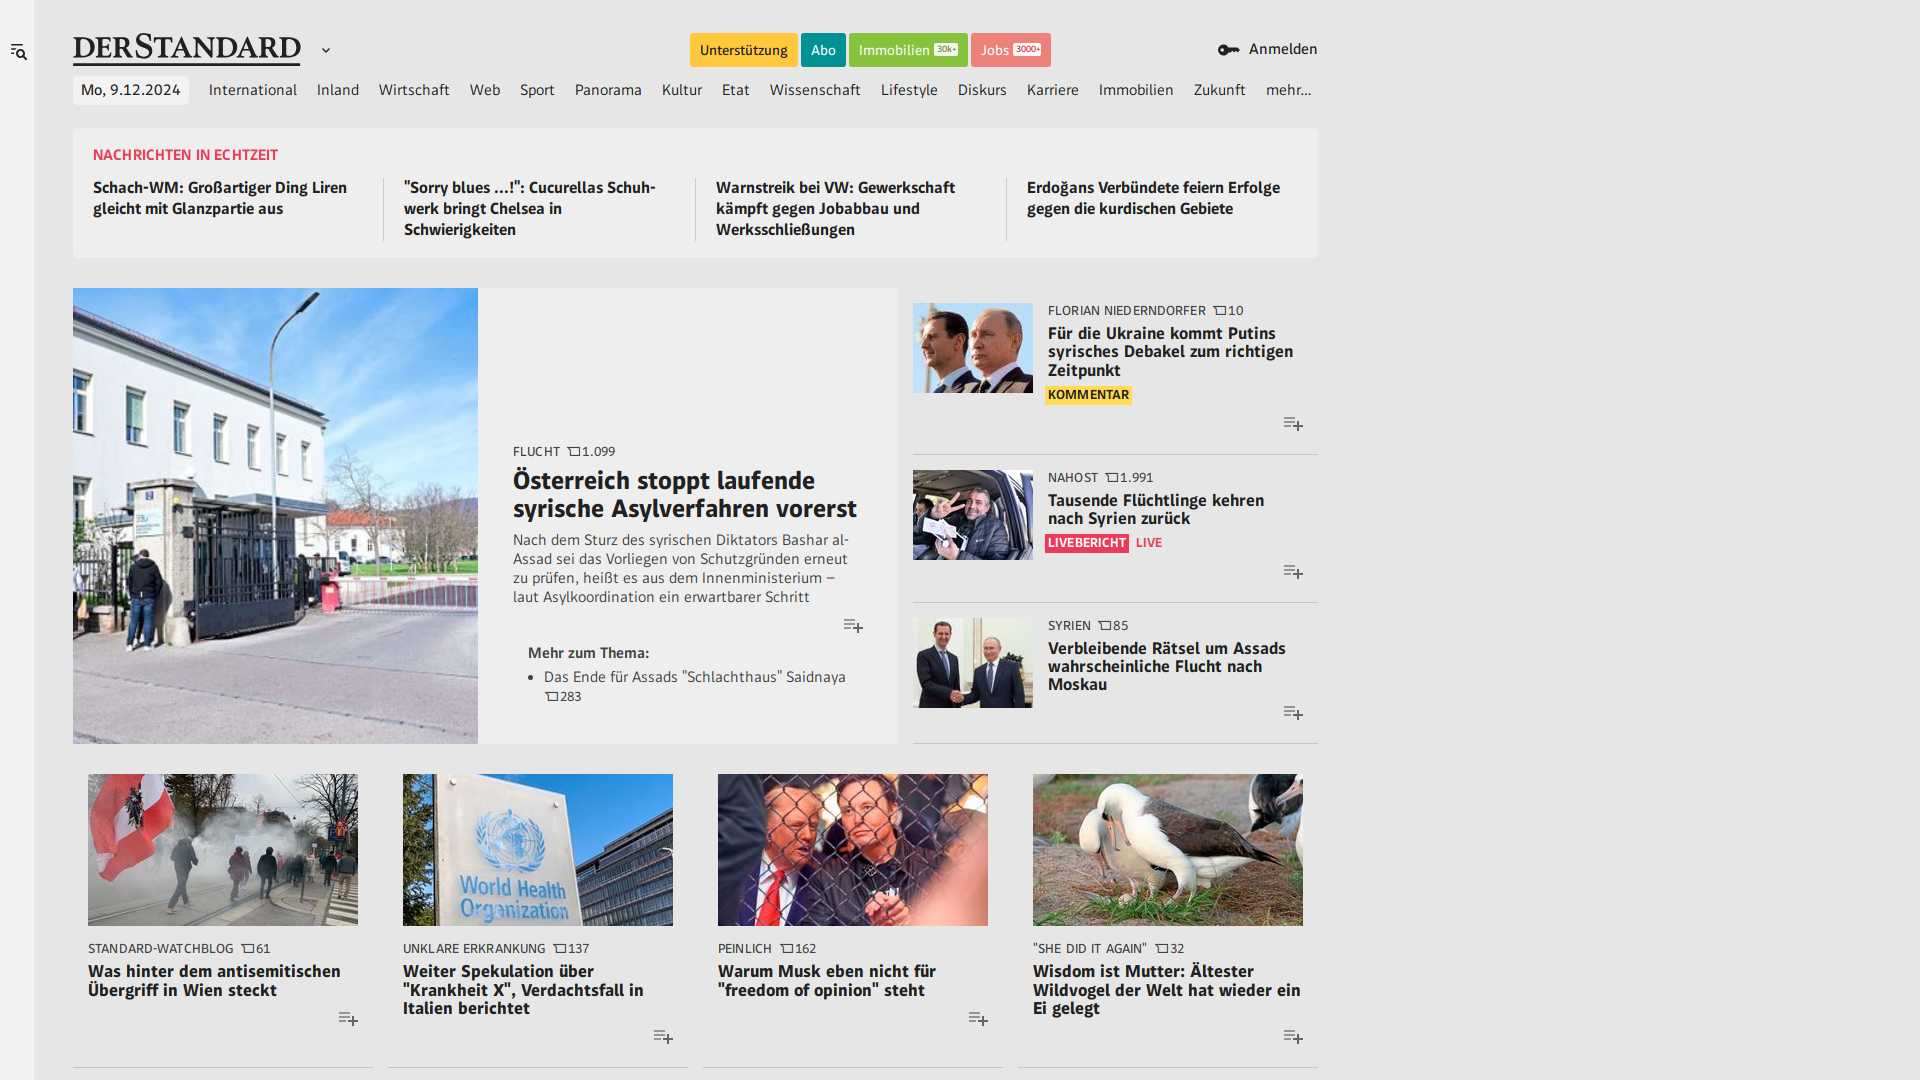 DERSTANDARD
Unterstützung
Abo
Immobilien 30k+
Jobs 3000+
Anmelden
Mo, 9.12.2024
International
Inland
Wirtschaft
Web
Sport
Panorama
Kultur
Etat
Wissenschaft
Lifestyle
Diskurs
Karriere
Immobilien
Zukunft
mehr...
NACHRICHTEN IN ECHTZEIT
Schach-WM: Großartiger Ding Liren
gleicht mit Glanzpartie aus
"Sorry blues ...!": Cucurellas Schuh-
werk bringt Chelsea in
Schwierigkeiten
Warnstreik bei VW: Gewerkschaft
kämpft gegen Jobabbau und
Werksschließungen
Erdoğans Verbündete feiern Erfolge
gegen die kurdischen Gebiete
FLUCHT 1.099
Österreich stoppt laufende
syrische Asylverfahren vorerst
Nach dem Sturz des syrischen Diktators Bashar al-
Assad sei das Vorliegen von Schutzgründen erneut
zu prüfen, heißt es aus dem Innenministerium –
laut Asylkoordination ein erwartbarer Schritt
Mehr zum Thema:
Das Ende für Assads "Schlachthaus" Saidnaya
283
FLORIAN NIEDERNDORFER 10
Für die Ukraine kommt Putins
syrisches Debakel zum richtigen
Zeitpunkt
KOMMENTAR
NAHOST 1.991
Tausende Flüchtlinge kehren
nach Syrien zurück
LIVEBERICHT LIVE
SYRIEN 85
Verbleibende Rätsel um Assads
wahrscheinliche Flucht nach
Moskau
STANDARD-WATCHBLOG 61
Was hinter dem antisemitischen
Übergriff in Wien steckt
World Health
Organization
UNKLARE ERKRANKUNG 137
Weiter Spekulation über
"Krankheit X", Verdachtsfall in
Italien berichtet
PEINLICH 162
Warum Musk eben nicht für
"freedom of opinion" steht
"SHE DID IT AGAIN" 32
Wisdom ist Mutter: Ältester
Wildvogel der Welt hat wieder ein
Ei gelegt